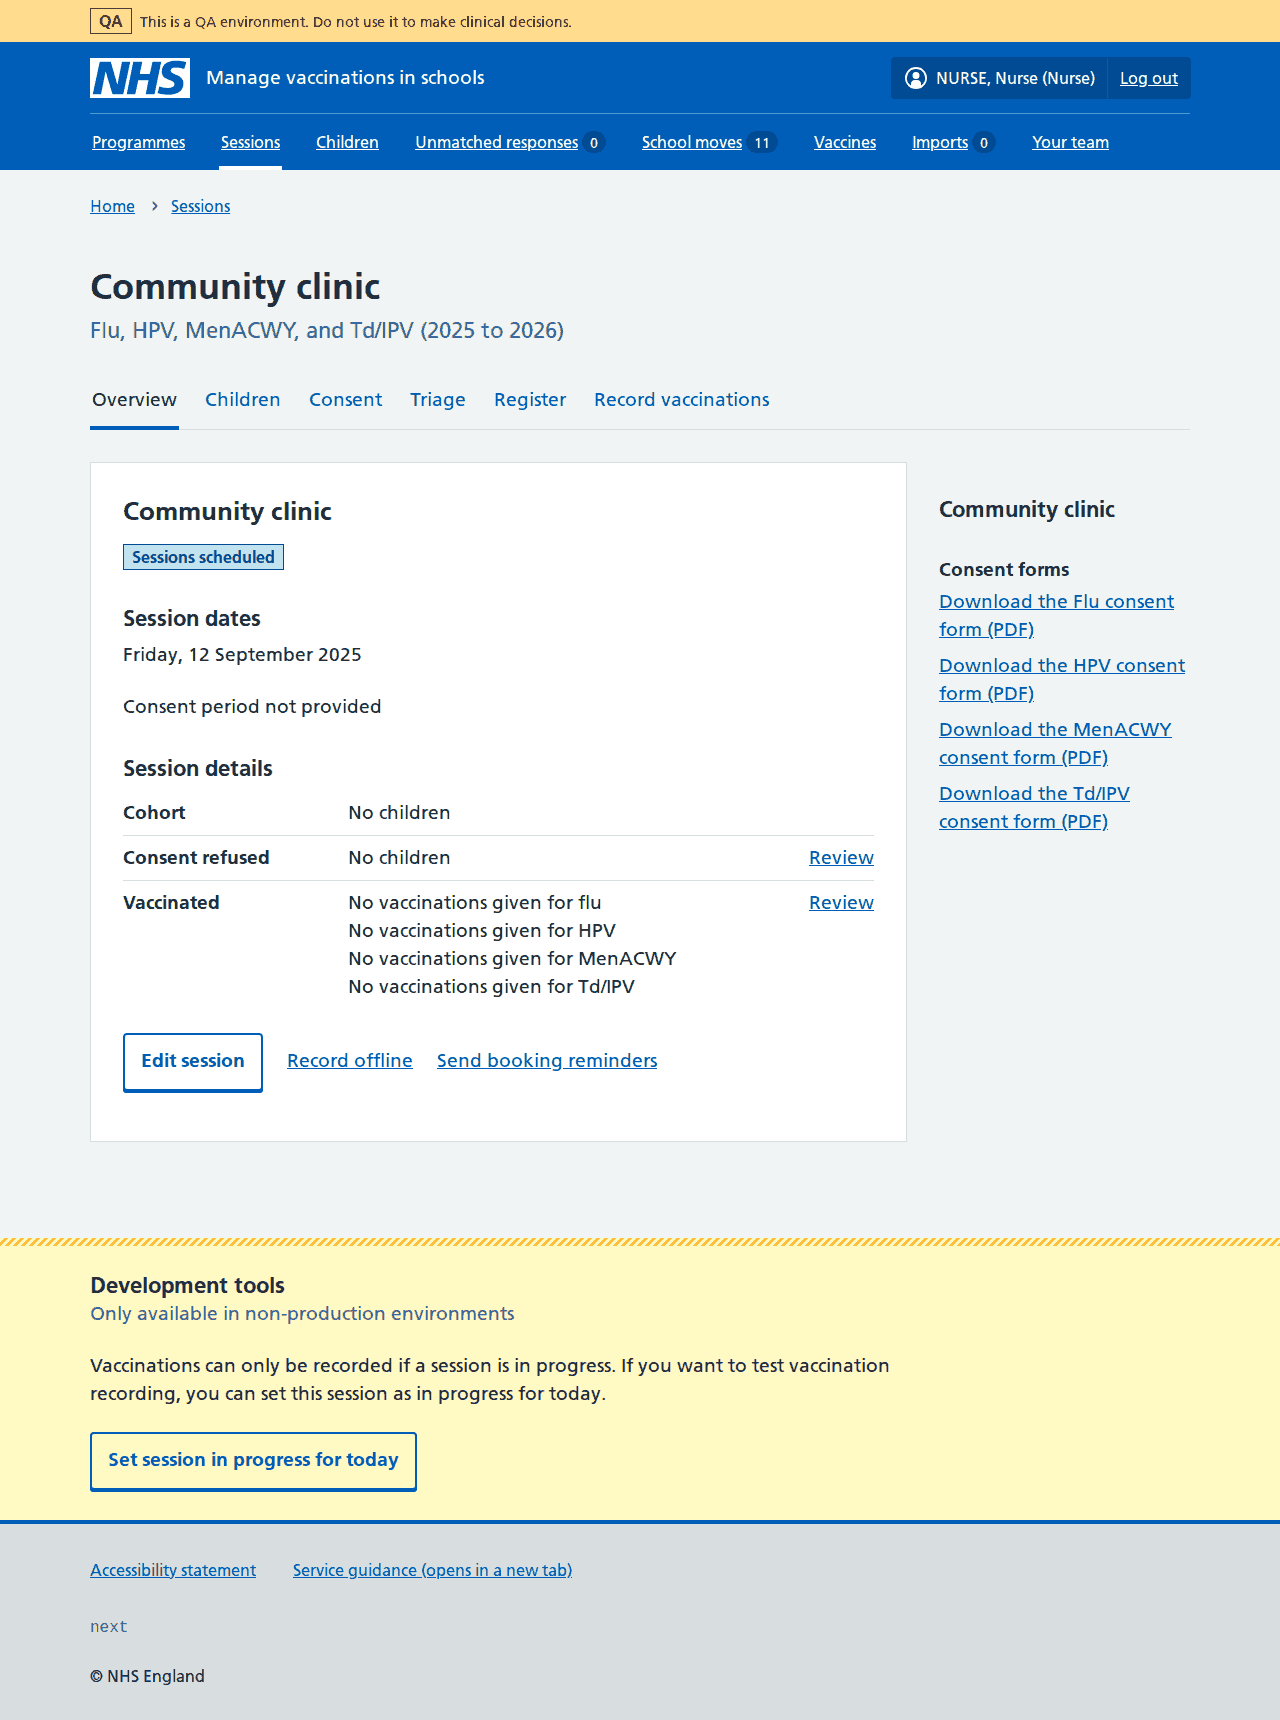 QA This is a QA environment. Do not use it to make clinical decisions.
NHS Manage vaccinations in schools NURSE, Nurse (Nurse) Log out
Programmes Sessions Children Unmatched responses 0 School moves 11 Vaccines Imports 0 Your team
Home › Sessions
Community clinic
Flu, HPV, MenACWY, and Td/IPV (2025 to 2026)
Overview Children Consent Triage Register Record vaccinations
Community clinic
Sessions scheduled
Session dates
Friday, 12 September 2025
Consent period not provided
Session details
Cohort No children
Consent refused No children Review
Vaccinated No vaccinations given for flu Review
No vaccinations given for HPV
No vaccinations given for MenACWY
No vaccinations given for Td/IPV
Edit session Record offline Send booking reminders
Community clinic
Consent forms
Download the Flu consent
form (PDF)
Download the HPV consent
form (PDF)
Download the MenACWY
consent form (PDF)
Download the Td/IPV
consent form (PDF)
Development tools
Only available in non-production environments
Vaccinations can only be recorded if a session is in progress. If you want to test vaccination
recording, you can set this session as in progress for today.
Set session in progress for today
Accessibility statement Service guidance (opens in a new tab)
next
© NHS England